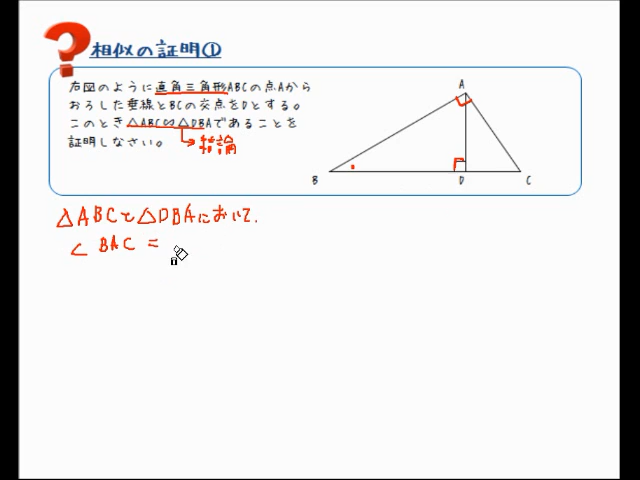 相似の証明①
右図のように直角三角形ABCの点Aから
おろした垂線とBCの交点をDとする。
このとき△ABC∽△DBAであることを
証明しなさい。
結論
A
B
D
C
△ABCと△DBAにおいて.
∠BAC =